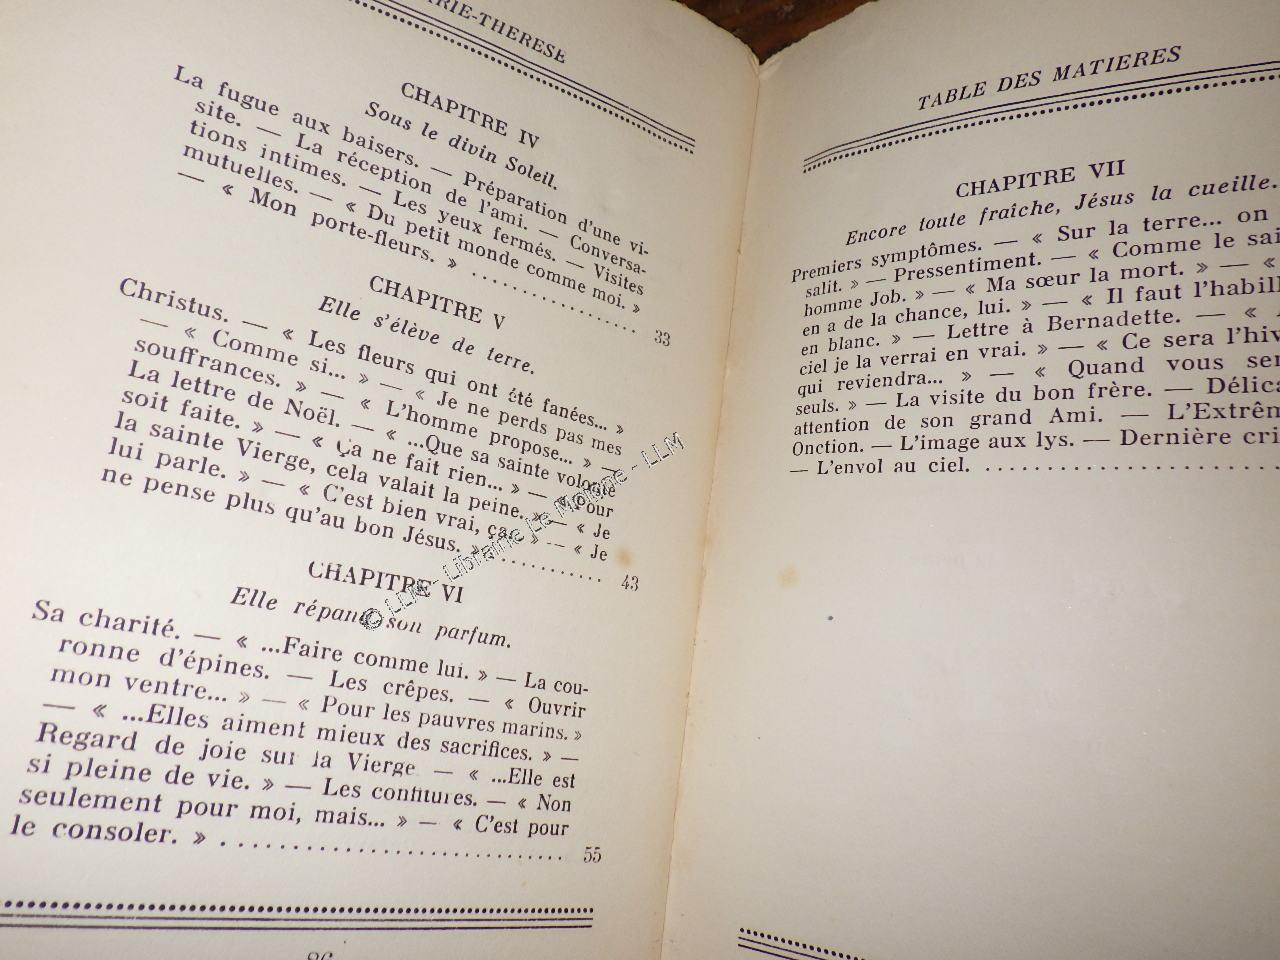 RIE-THERESE
CHAPITRE IV
Sous le divin Soleil.
La fugue aux baisers. — Préparation d'une vi-
site. — La réception de l'ami. — Conversa-
tions intimes. — Les yeux fermés. — Visites
mutuelles. — « Du petit monde comme moi. »
— « Mon porte-fleurs. » .................. 33
CHAPITRE V
Elle s'élève de terre.
Christus. — « Les fleurs qui ont été fanées... »
— « Comme si... » — « Je ne perds pas mes
souffrances. » — « L'homme propose... » —
La lettre de Noël. — « ...Que sa sainte volonté
soit faite. » — « Ça ne fait rien... » — « Pour
la sainte Vierge, cela valait la peine. » — « Je
lui parle. » — « C'est bien vrai, ça. » — « Je
ne pense plus qu'au bon Jésus. » ............ 43
CHAPITRE VI
Elle répand son parfum.
Sa charité. — « ...Faire comme lui. » — La cou-
ronne d'épines. — Les crêpes. — « Ouvrir
mon ventre... » — « Pour les pauvres marins. »
— « ...Elles aiment mieux des sacrifices. » —
Regard de joie sur la Vierge — « ...Elle est
si pleine de vie. » — Les confitures. — « Non
seulement pour moi, mais... » — « C'est pour
le consoler. » .............................. 55
© LLM - Librairie Le Monde - LLM
TABLE DES MATIERES
CHAPITRE VII
Encore toute fraîche, Jésus la cueille.
Premiers symptômes. — « Sur la terre... on
salit. » — Pressentiment. — « Comme le sai
homme Job. » — « Ma sœur la mort. » — «
en a de la chance, lui. » — « Il faut l'habill
en blanc. » — Lettre à Bernadette. — «
ciel je la verrai en vrai. » — « Ce sera l'hiv
qui reviendra... » — « Quand vous ser
seuls. » — La visite du bon frère. — Délica
attention de son grand Ami. — L'Extrêm
Onction. — L'image aux lys. — Dernière cri
— L'envol au ciel. ........................